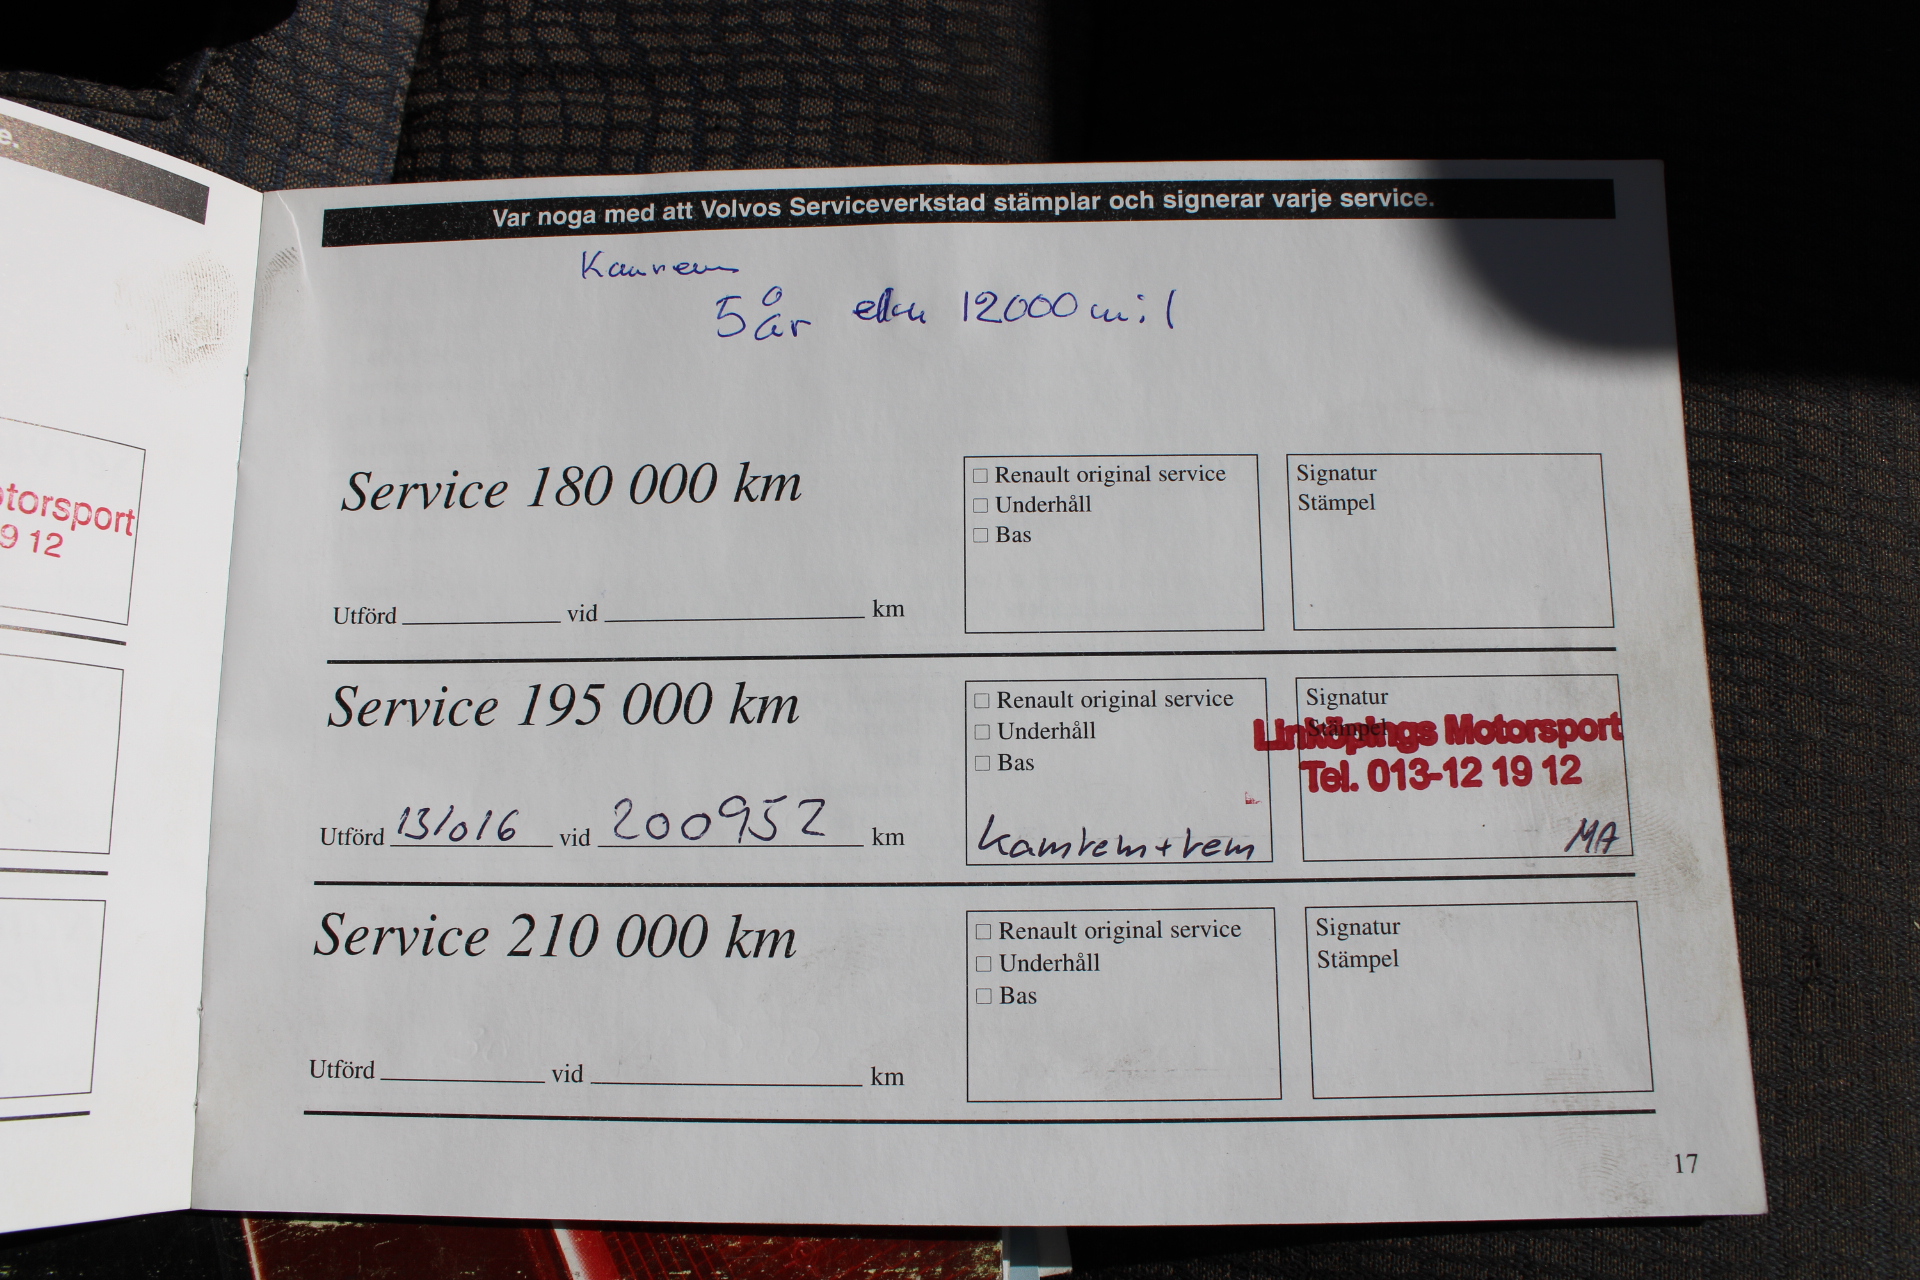 e.
torsport
9 12
Var noga med att Volvos Serviceverkstad stämplar och signerar varje service.
Kamrem
5 år eller 12000 mil
Service 180 000 km
Renault original service
Underhåll
Bas
Signatur
Stämpel
Utförd vid km
Service 195 000 km
Renault original service
Underhåll
Bas
Signatur
Stämpel
Linköpings Motorsport
Tel. 013-12 19 12
Utförd 131016 vid 200952 km
Kamrem + rem
MA
Service 210 000 km
Renault original service
Underhåll
Bas
Signatur
Stämpel
Utförd vid km
17